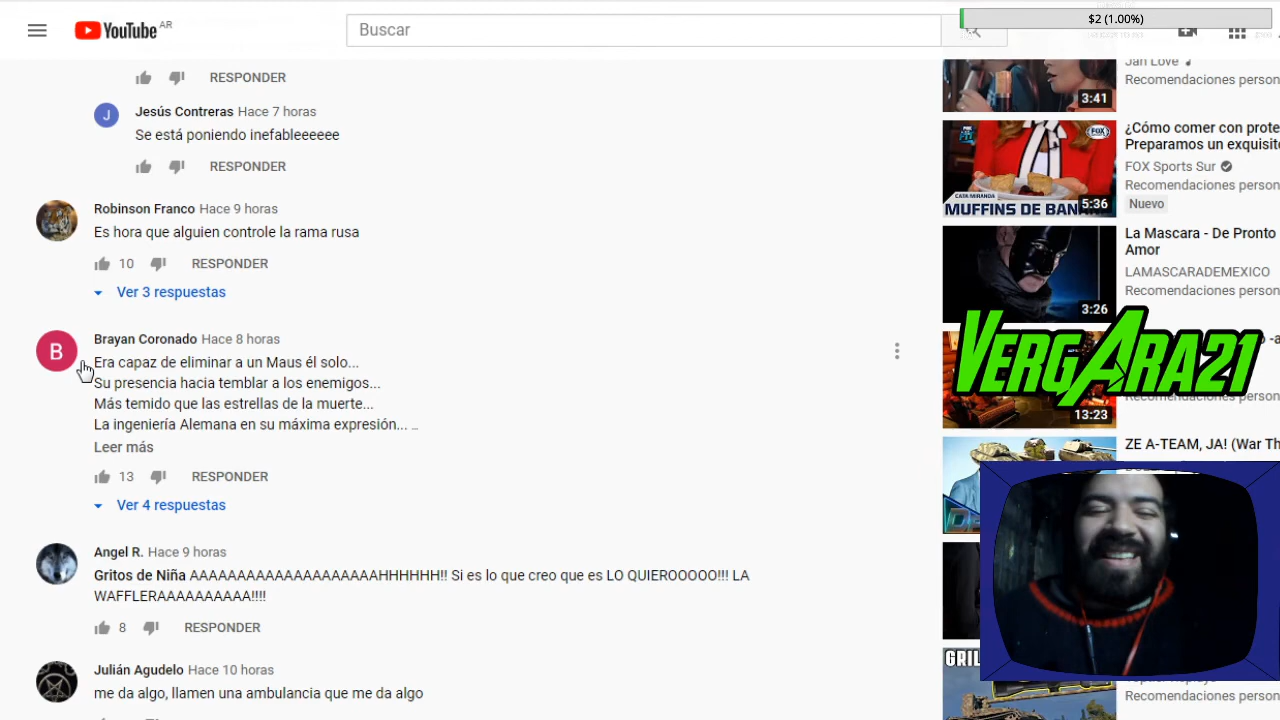 YouTube AR
Buscar
$2 (1.00%)
RESPONDER
Jesús Contreras Hace 7 horas
Se está poniendo inefableeeeee
RESPONDER
Robinson Franco Hace 9 horas
Es hora que alguien controle la rama rusa
10 RESPONDER
Ver 3 respuestas
B
Brayan Coronado Hace 8 horas
Era capaz de eliminar a un Maus él solo...
Su presencia hacia temblar a los enemigos...
Más temido que las estrellas de la muerte...
La ingeniería Alemana en su máxima expresión... ...
Leer más
13 RESPONDER
Ver 4 respuestas
Angel R. Hace 9 horas
Gritos de Niña AAAAAAAAAAAAAAAAAAAHHHHHH!! Si es lo que creo que es LO QUIEROOOOO!!! LA
WAFFLERAAAAAAAAAA!!!!
8 RESPONDER
Julián Agudelo Hace 10 horas
me da algo, llamen una ambulancia que me da algo
J
Jan Love
Recomendaciones person
3:41
¿Cómo comer con prote
Preparamos un exquisito
FOX Sports Sur
Recomendaciones person
Nuevo
FOX
CATA MIRANDA
MUFFINS DE BANAN
5:36
La Mascara - De Pronto
Amor
LAMASCARADEMEXICO
Recomendaciones person
3:26
VERGARA21
13:23
ZE A-TEAM, JA! (War Th
GRIL
Recomendaciones person